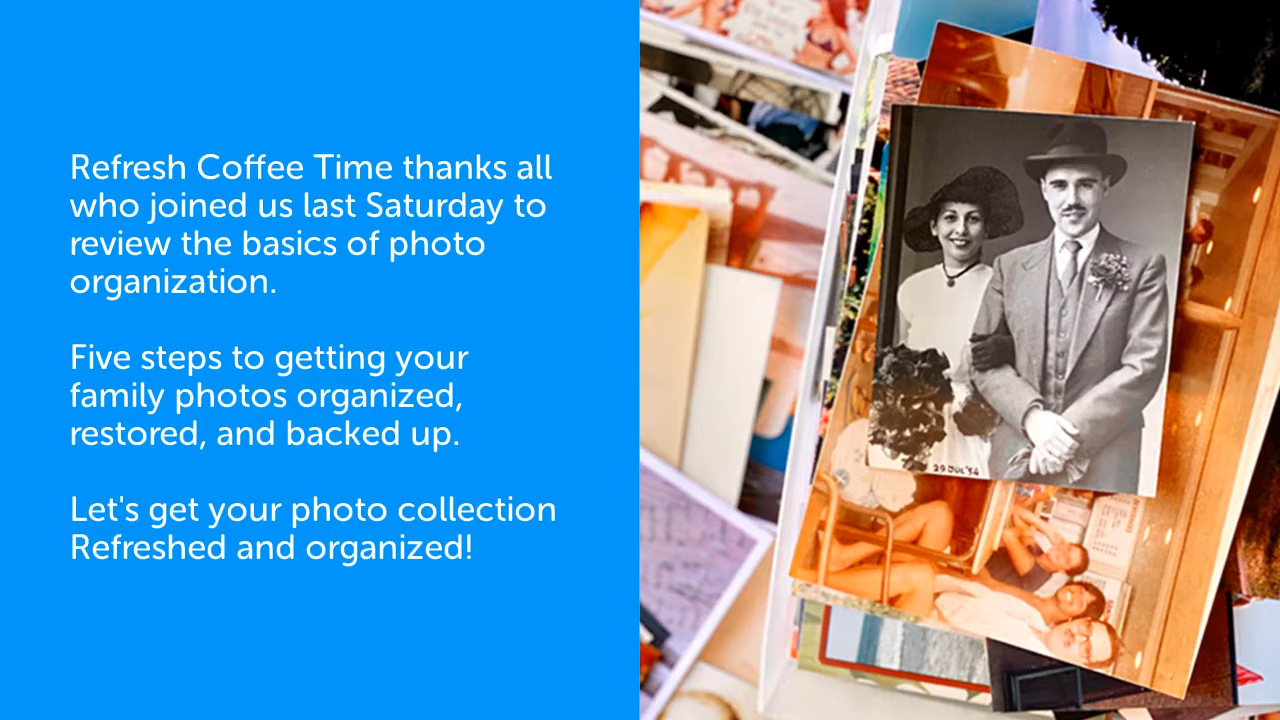 Refresh Coffee Time thanks all
who joined us last Saturday to
review the basics of photo
organization.
Five steps to getting your
family photos organized,
restored, and backed up.
Let's get your photo collection
Refreshed and organized!
29 JUL '54